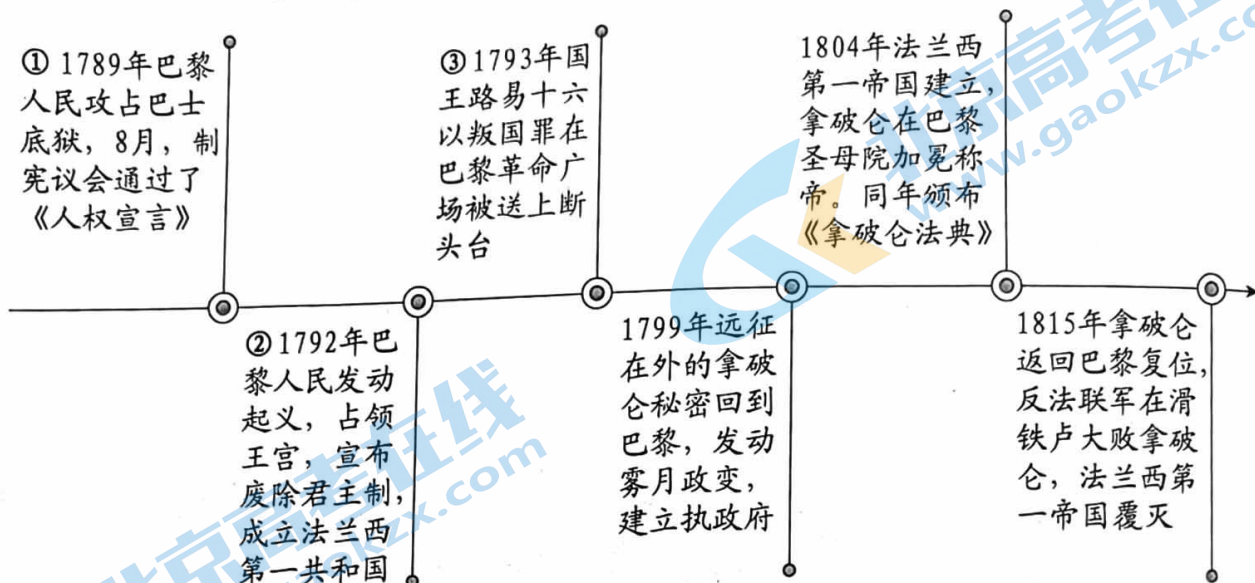 ① 1789年巴黎
人民攻占巴士
底狱，8月，制
宪议会通过了
《人权宣言》
②1792年巴
黎人民发动
起义，占领
王宫，宣布
废除君主制，
成立法兰西
第一共和国
③1793年国
王路易十六
以叛国罪在
巴黎革命广
场被送上断
头台
1799年远征
在外的拿破
仑秘密回到
巴黎，发动
雾月政变，
建立执政府
1804年法兰西
第一帝国建立，
拿破仑在巴黎
圣母院加冕称
帝。同年颁布
《拿破仑法典》
1815年拿破仑
返回巴黎复位，
反法联军在滑
铁卢大败拿破
仑，法兰西第
一帝国覆灭
北京高考在线
www.gaokzx.co
北京高考在线
okzx.com